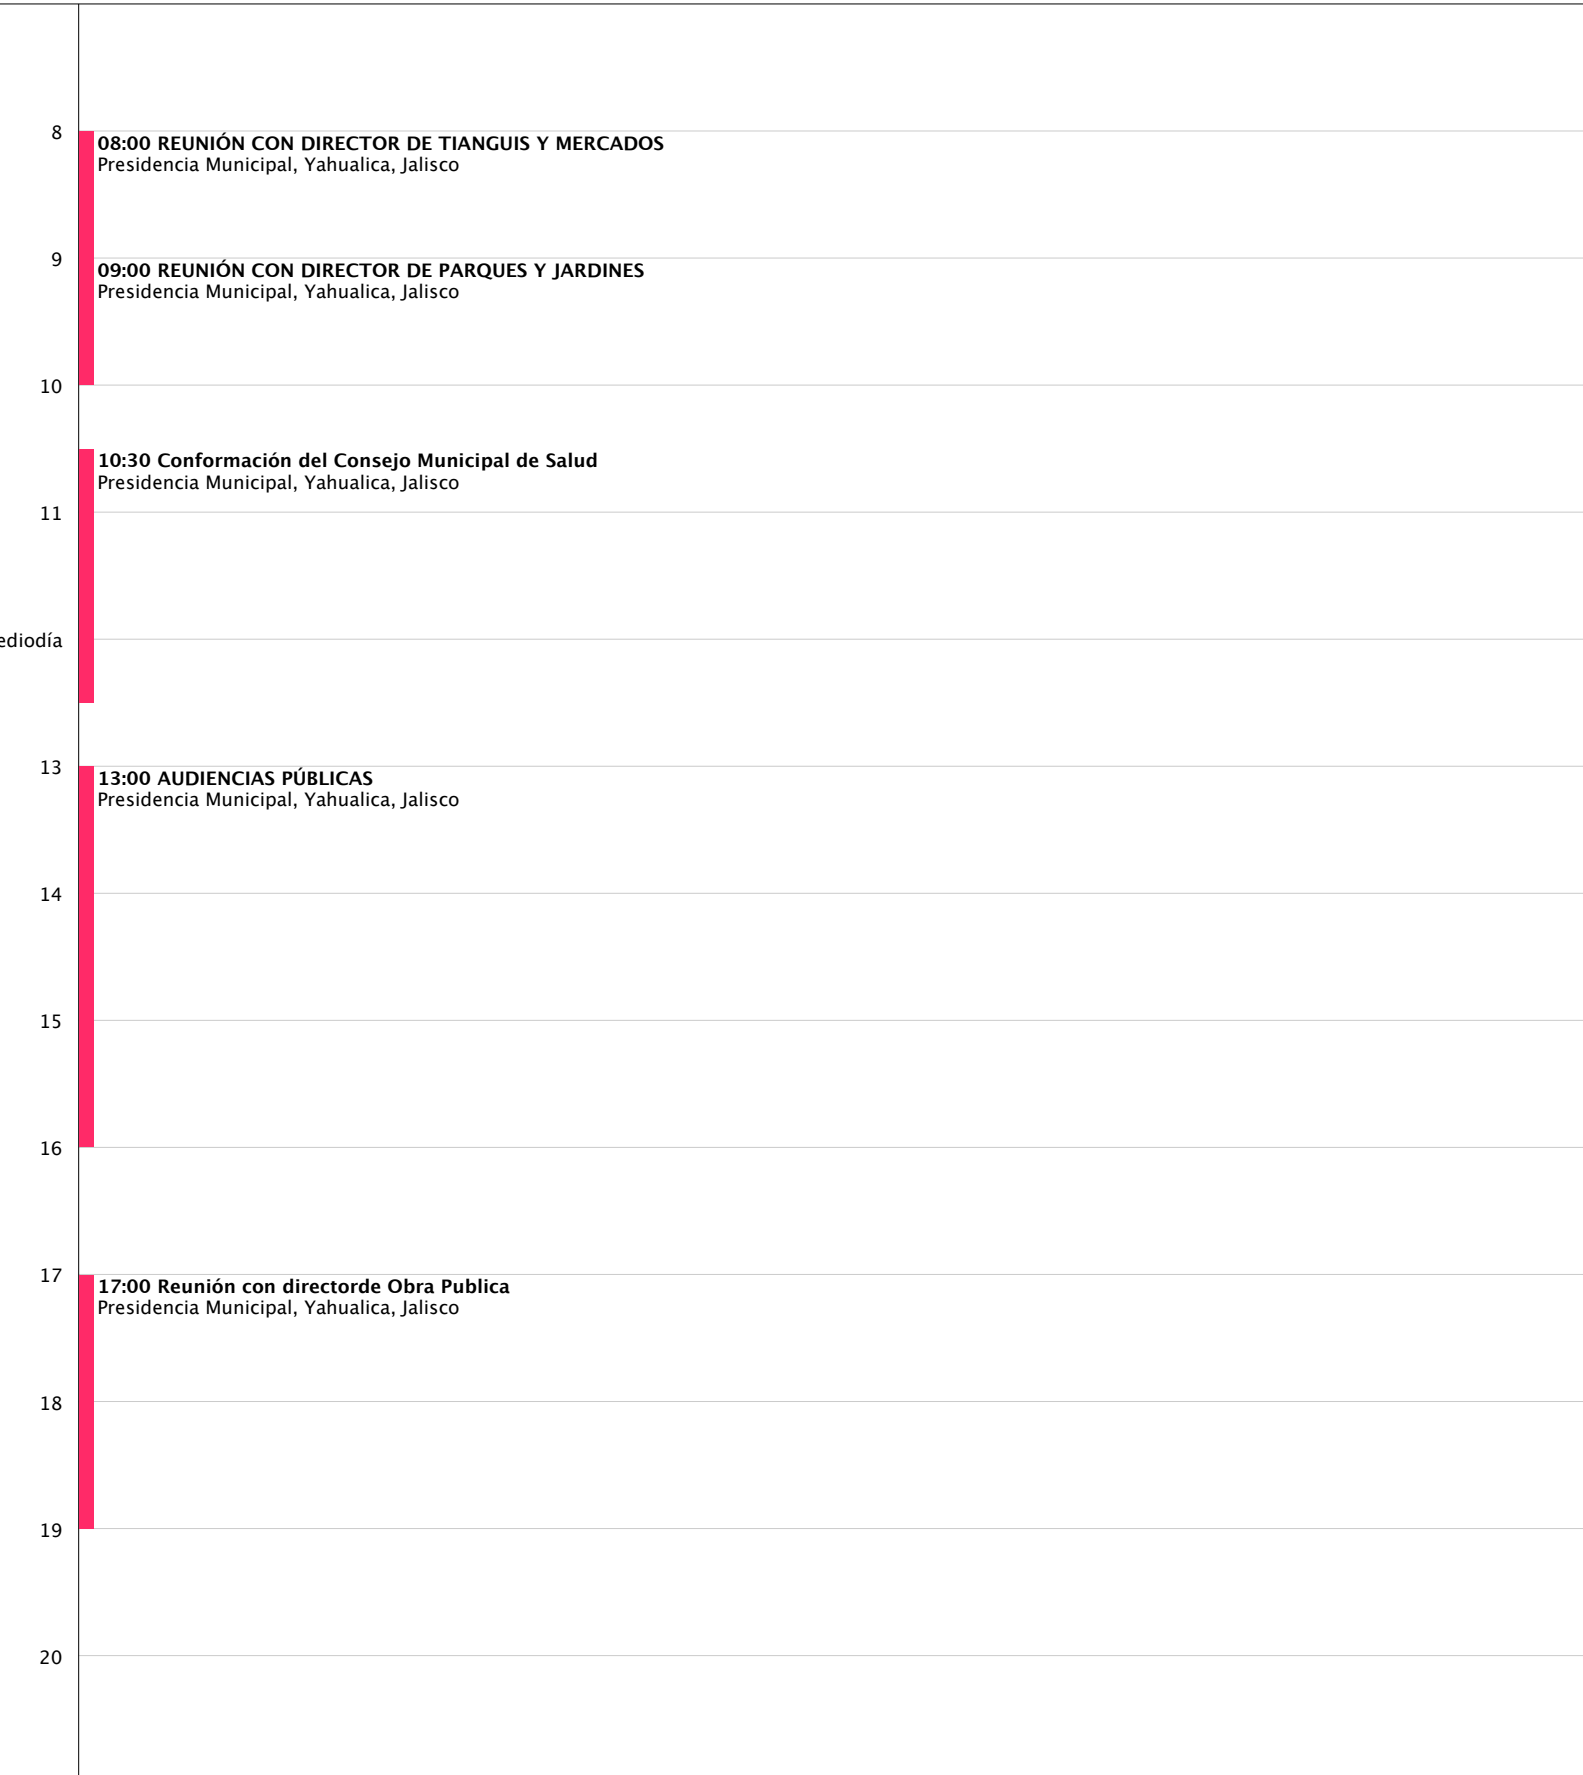 8
08:00 REUNIÓN CON DIRECTOR DE TIANGUIS Y MERCADOS
Presidencia Municipal, Yahualica, Jalisco
9
09:00 REUNIÓN CON DIRECTOR DE PARQUES Y JARDINES
Presidencia Municipal, Yahualica, Jalisco
10
10:30 Conformación del Consejo Municipal de Salud
Presidencia Municipal, Yahualica, Jalisco
11
ediodía
13
13:00 AUDIENCIAS PÚBLICAS
Presidencia Municipal, Yahualica, Jalisco
14
15
16
17
17:00 Reunión con directorde Obra Publica
Presidencia Municipal, Yahualica, Jalisco
18
19
20